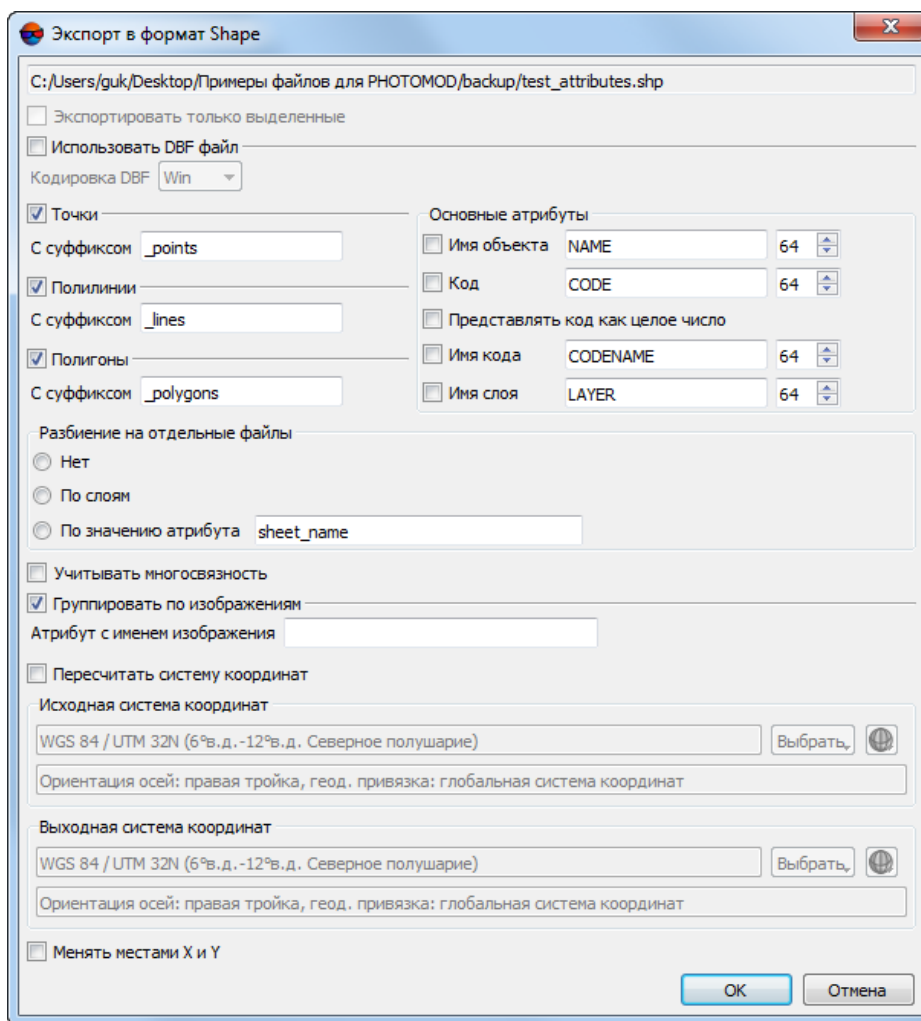 Экспорт в формат Shape
C:/Users/guk/Desktop/Примеры файлов для PHOTOMOD/backup/test_attributes.shp
Экспортировать только выделенные
Использовать DBF файл
Кодировка DBF Win
Точки
С суффиксом _points
Полилинии
С суффиксом _lines
Полигоны
С суффиксом _polygons
Основные атрибуты
Имя объекта NAME 64
Код CODE 64
Представлять код как целое число
Имя кода CODENAME 64
Имя слоя LAYER 64
Разбиение на отдельные файлы
Нет
По слоям
По значению атрибута sheet_name
Учитывать многосвязность
Группировать по изображениям
Атрибут с именем изображения
Пересчитать систему координат
Исходная система координат
WGS 84 / UTM 32N (6°в.д.-12°в.д. Северное полушарие) Выбрать
Ориентация осей: правая тройка, геод. привязка: глобальная система координат
Выходная система координат
WGS 84 / UTM 32N (6°в.д.-12°в.д. Северное полушарие) Выбрать
Ориентация осей: правая тройка, геод. привязка: глобальная система координат
Менять местами X и Y
OK Отмена